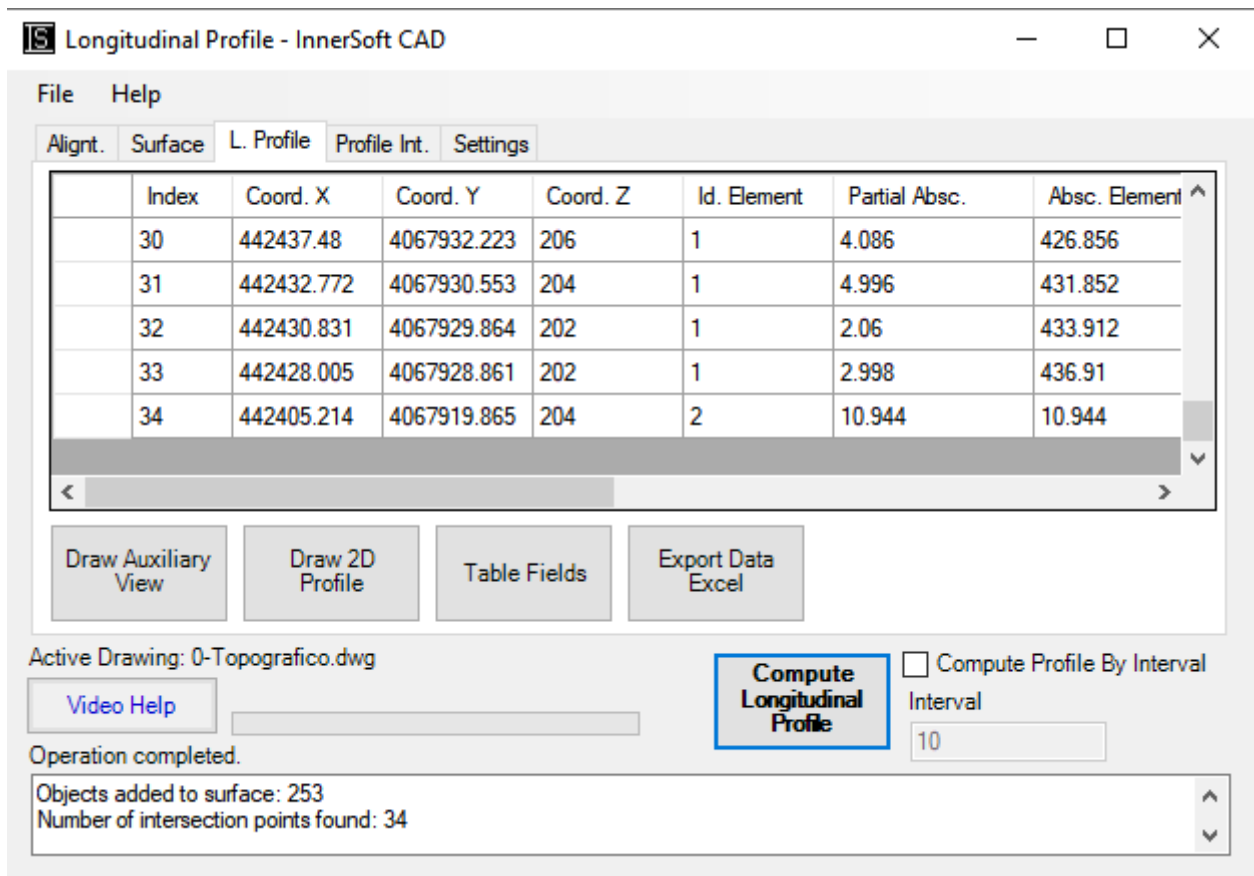 IS Longitudinal Profile - InnerSoft CAD
File Help
Alignt. Surface L. Profile Profile Int. Settings
Index Coord. X Coord. Y Coord. Z Id. Element Partial Absc. Absc. Element
30 442437.48 4067932.223 206 1 4.086 426.856
31 442432.772 4067930.553 204 1 4.996 431.852
32 442430.831 4067929.864 202 1 2.06 433.912
33 442428.005 4067928.861 202 1 2.998 436.91
34 442405.214 4067919.865 204 2 10.944 10.944
Draw Auxiliary View
Draw 2D Profile
Table Fields
Export Data Excel
Active Drawing: 0-Topografico.dwg
Video Help
Compute Longitudinal Profile
Compute Profile By Interval
Interval
10
Operation completed.
Objects added to surface: 253
Number of intersection points found: 34